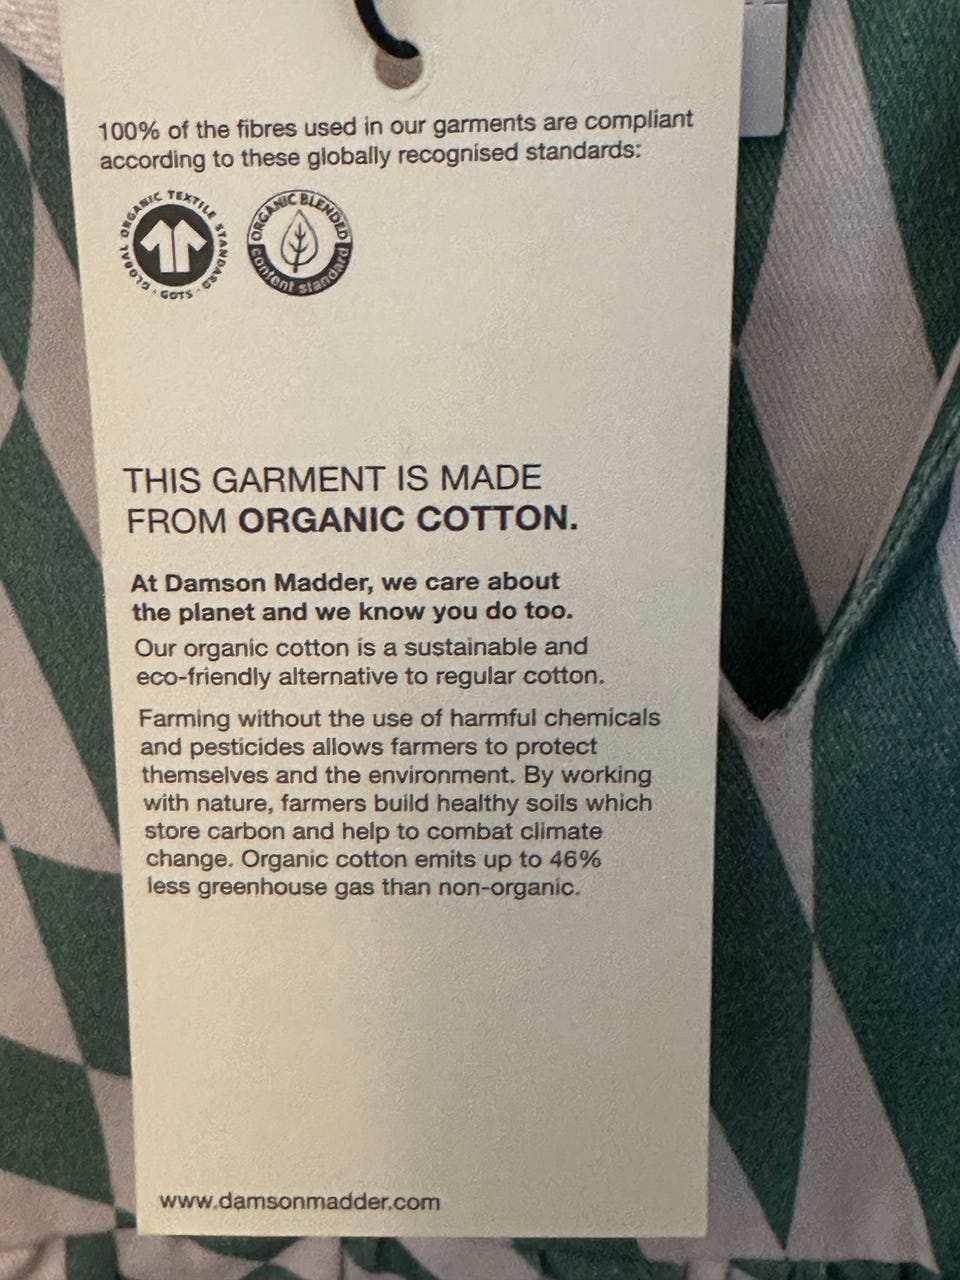 100% of the fibres used in our garments are compliant
according to these globally recognised standards:
GLOBAL ORGANIC TEXTILE STANDARD · GOTS ·
ORGANIC BLENDED
content standard
THIS GARMENT IS MADE
FROM ORGANIC COTTON.
At Damson Madder, we care about
the planet and we know you do too.
Our organic cotton is a sustainable and
eco-friendly alternative to regular cotton.
Farming without the use of harmful chemicals
and pesticides allows farmers to protect
themselves and the environment. By working
with nature, farmers build healthy soils which
store carbon and help to combat climate
change. Organic cotton emits up to 46%
less greenhouse gas than non-organic.
www.damsonmadder.com